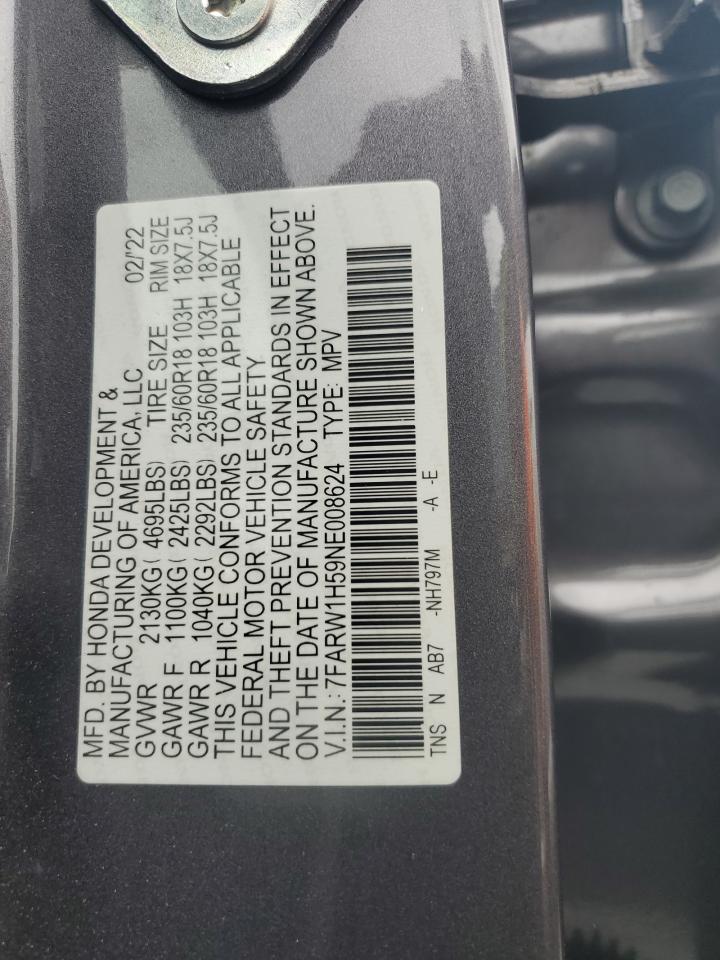 MFD. BY HONDA DEVELOPMENT &
MANUFACTURING OF AMERICA, LLC 02/'22
GVWR 2130KG( 4695LBS) TIRE SIZE RIM SIZE
GAWR F 1100KG( 2425LBS) 235/60R18 103H 18X7.5J
GAWR R 1040KG( 2292LBS) 235/60R18 103H 18X7.5J
THIS VEHICLE CONFORMS TO ALL APPLICABLE
FEDERAL MOTOR VEHICLE SAFETY
AND THEFT PREVENTION STANDARDS IN EFFECT
ON THE DATE OF MANUFACTURE SHOWN ABOVE.
V.I.N.: 7FARW1H59NE008624 TYPE: MPV
TNS N AB7 -NH797M -A -E